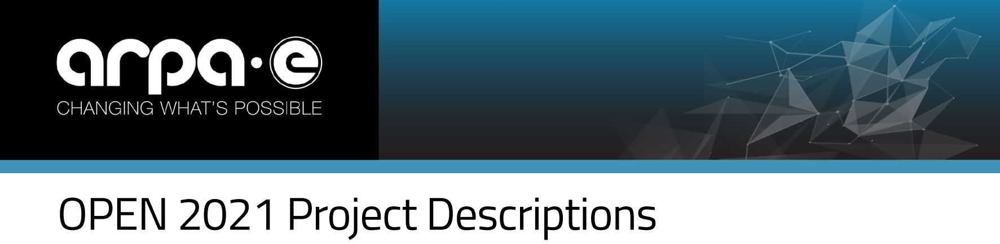 arpa·e
CHANGING WHAT'S POSSIBLE
OPEN 2021 Project Descriptions